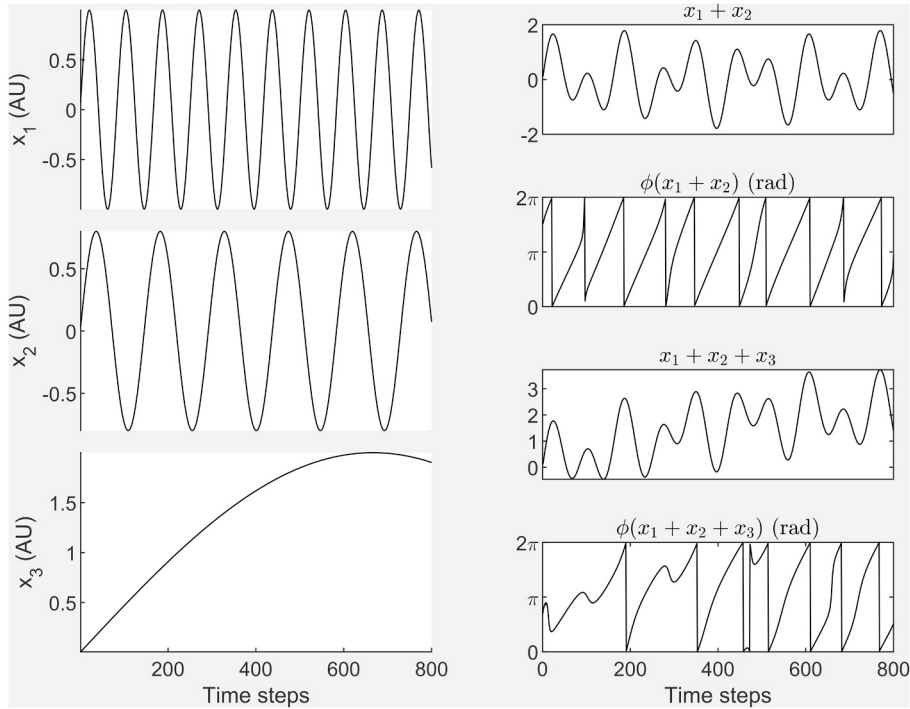 x₁ (AU)
0.5
0
-0.5
x₂ (AU)
0.5
0
-0.5
x₃ (AU)
1.5
1
0.5
200 400 600 800
Time steps
x₁ + x₂
2
0
-2
ϕ(x₁ + x₂) (rad)
2π
π
0
x₁ + x₂ + x₃
3
2
1
0
ϕ(x₁ + x₂ + x₃) (rad)
2π
π
0
0 200 400 600 800
Time steps